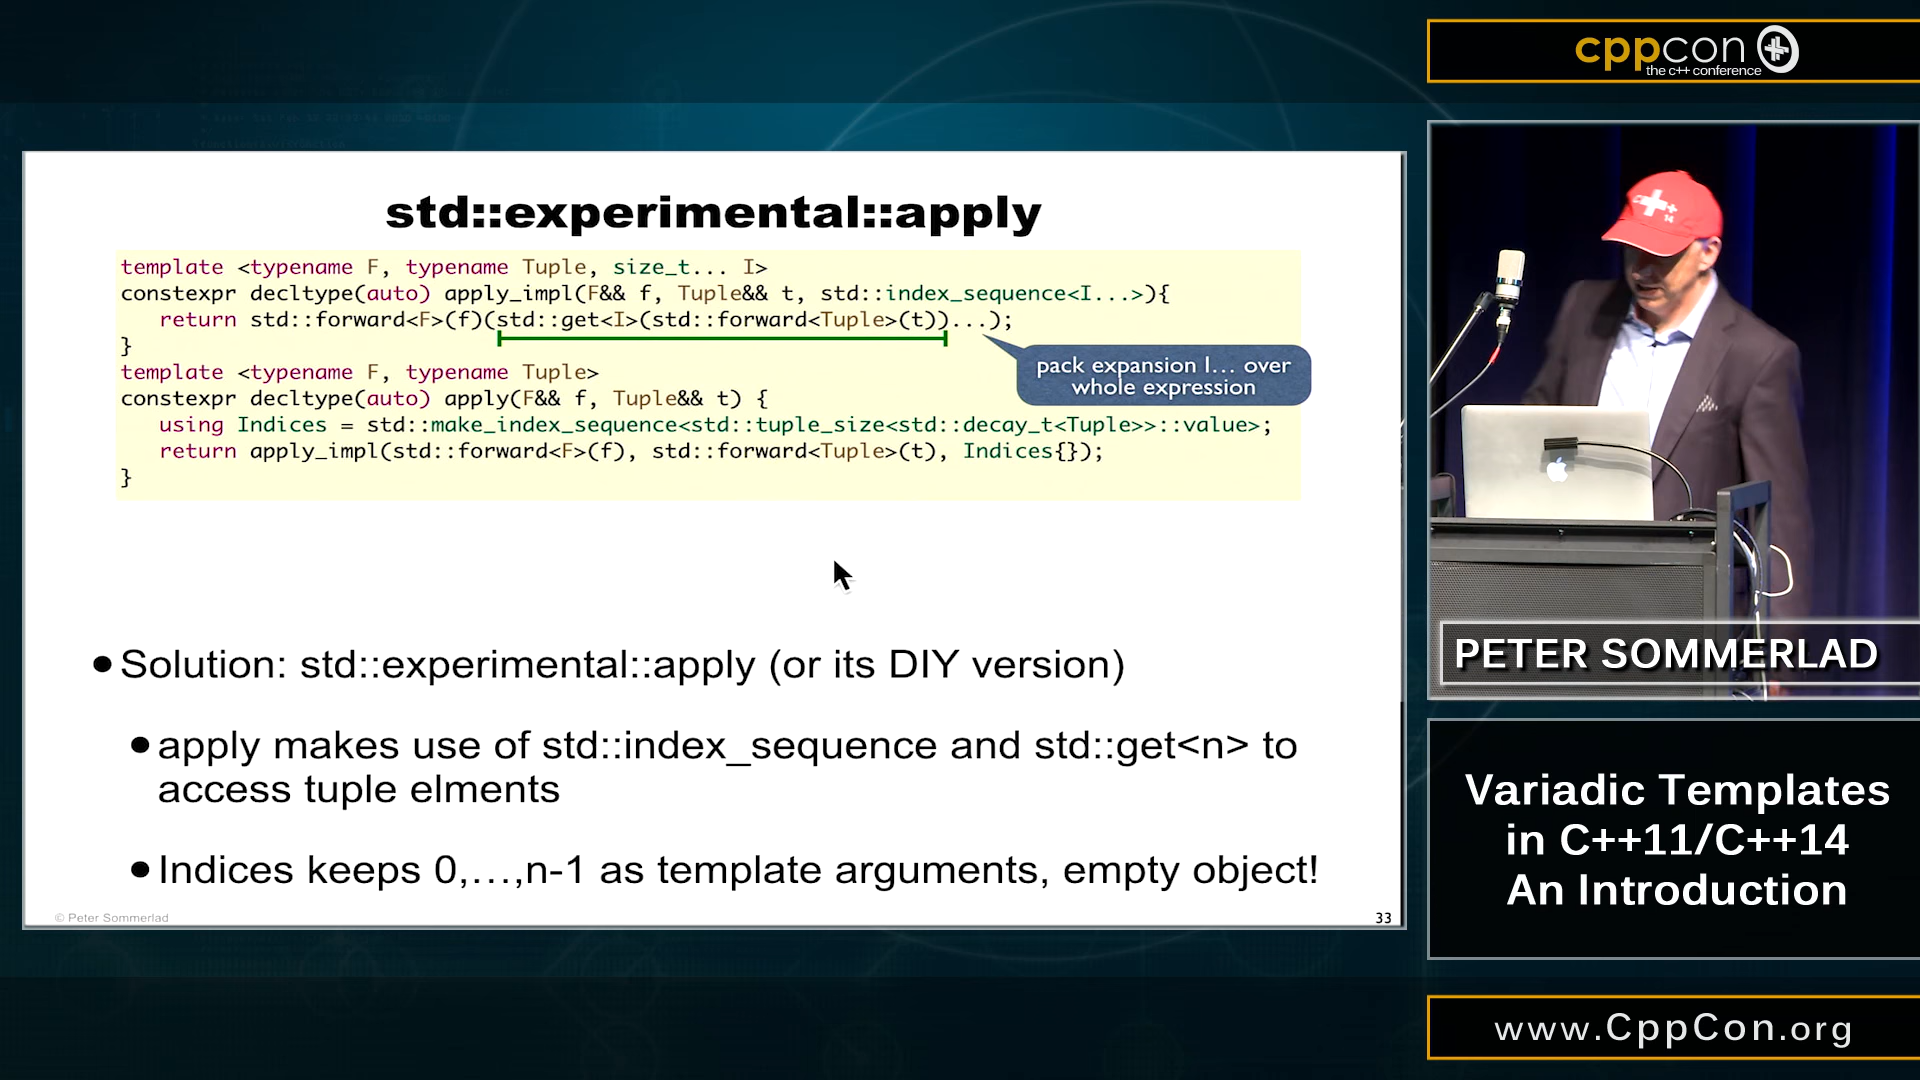 cppcon
the c++ conference
std::experimental::apply
template <typename F, typename Tuple, size_t... I>
constexpr decltype(auto) apply_impl(F&& f, Tuple&& t, std::index_sequence<I...>){
return std::forward<F>(f)(std::get<I>(std::forward<Tuple>(t))...);
}
pack expansion I... over
whole expression
template <typename F, typename Tuple>
constexpr decltype(auto) apply(F&& f, Tuple&& t) {
using Indices = std::make_index_sequence<std::tuple_size<std::decay_t<Tuple>>::value>;
return apply_impl(std::forward<F>(f), std::forward<Tuple>(t), Indices{});
}
•Solution: std::experimental::apply (or its DIY version)
•apply makes use of std::index_sequence and std::get<n> to
access tuple elments
•Indices keeps 0,...,n-1 as template arguments, empty object!
© Peter Sommerlad
33
14
PETER SOMMERLAD
Variadic Templates
in C++11/C++14
An Introduction
www.CppCon.org